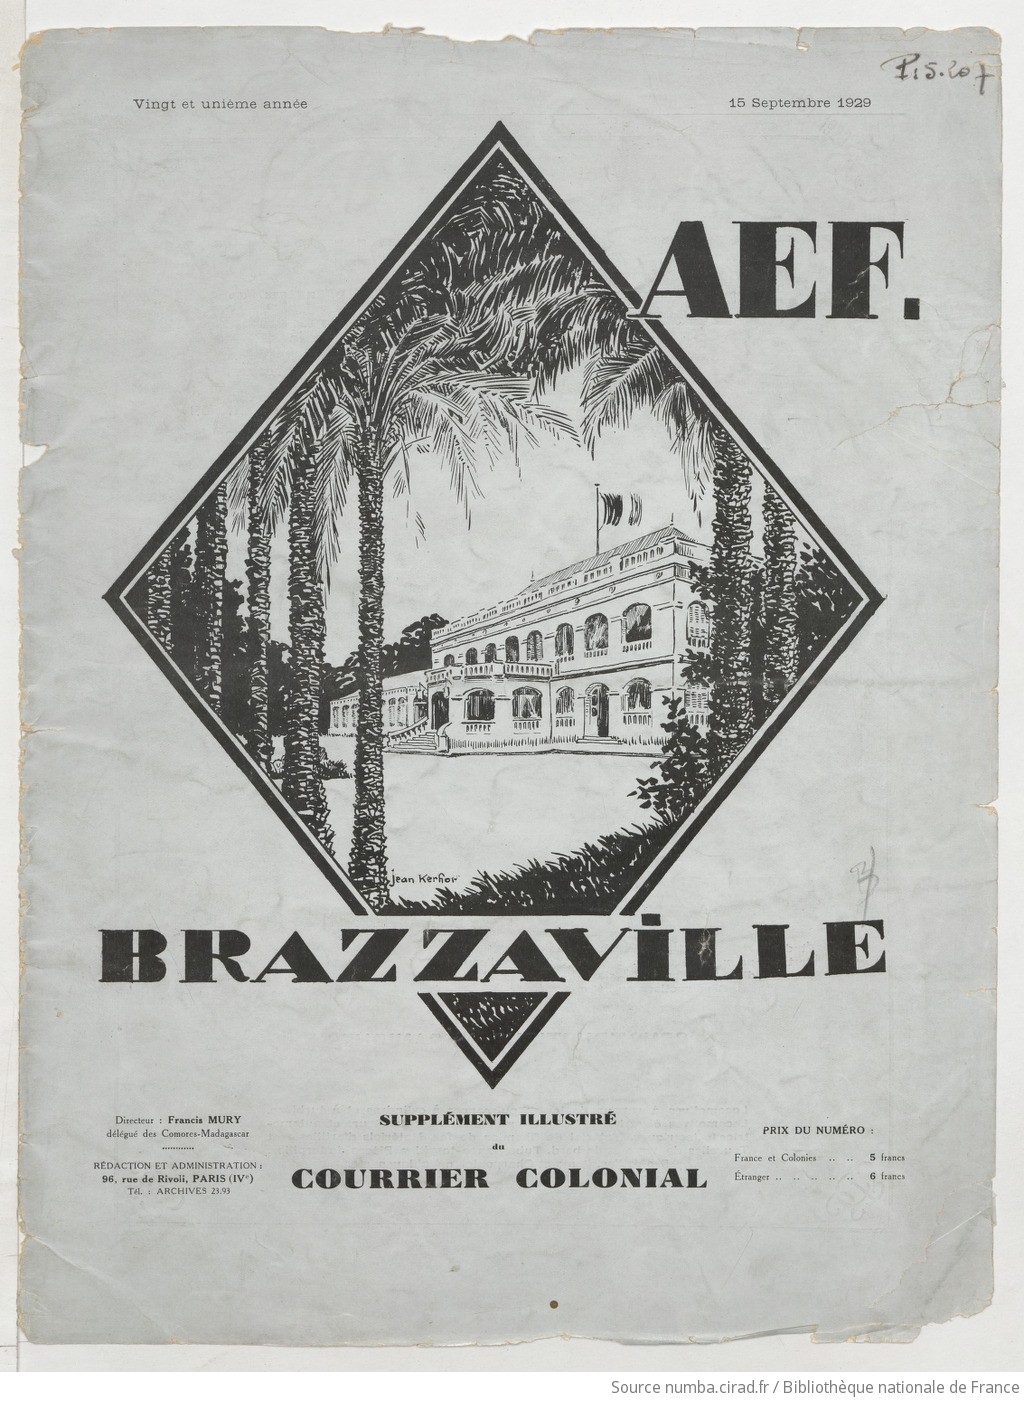 P.S.207
Vingt et unième année
15 Septembre 1929
AEF.
jean Kerhor
BRAZZAVILLE
Directeur : Francis MURY
délégué des Comores-Madagascar
RÉDACTION ET ADMINISTRATION :
96, rue de Rivoli, PARIS (IVe)
Tél. : ARCHIVES 23.93
SUPPLÉMENT ILLUSTRÉ
du
COURRIER COLONIAL
PRIX DU NUMÉRO :
France et Colonies .. .. 5 francs
Étranger .. .. .. .. .. 6 francs
Source numba.cirad.fr / Bibliothèque nationale de France